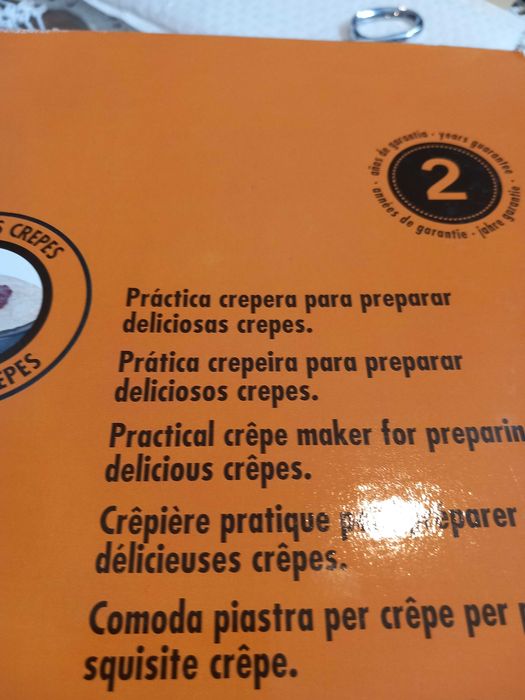 años de garantía · years guarantee
2
années de garantie · jahre garantie ·
CREPES
Práctica crepera para preparar
deliciosas crepes.
Prática crepeira para preparar
deliciosos crepes.
Practical crêpe maker for
delicious crêpes.
Crêpière pratique
délicieuses crêpes.
Comoda piastra per crêpe per
squisite crêpe.